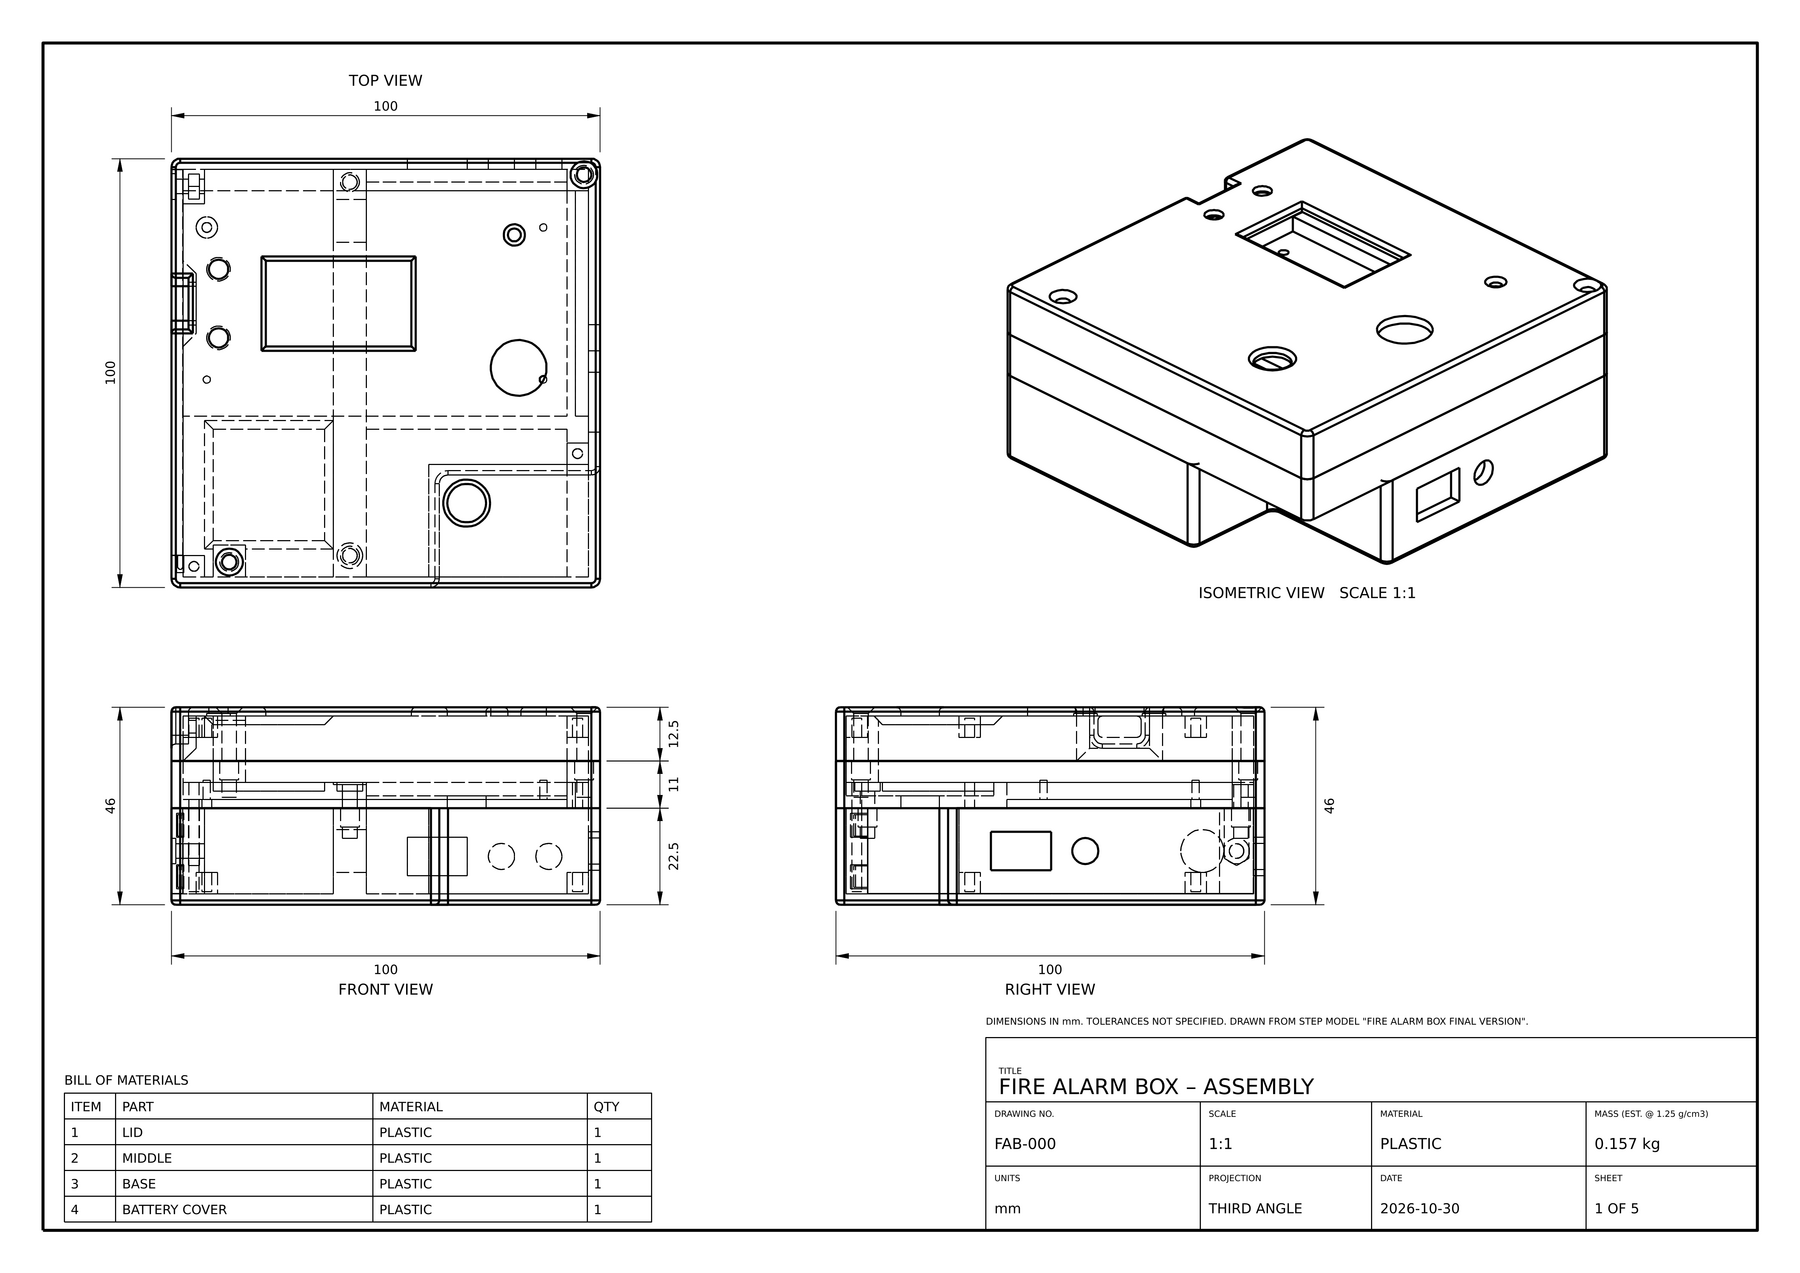 TOP VIEW
100
100
ISOMETRIC VIEW SCALE 1:1
46
12.5
11
22.5
100
FRONT VIEW
46
100
RIGHT VIEW
DIMENSIONS IN mm. TOLERANCES NOT SPECIFIED. DRAWN FROM STEP MODEL "FIRE ALARM BOX FINAL VERSION".
BILL OF MATERIALS
ITEM PART MATERIAL QTY
1 LID PLASTIC 1
2 MIDDLE PLASTIC 1
3 BASE PLASTIC 1
4 BATTERY COVER PLASTIC 1
TITLE
FIRE ALARM BOX – ASSEMBLY
DRAWING NO. SCALE MATERIAL MASS (EST. @ 1.25 g/cm3)
FAB-000 1:1 PLASTIC 0.157 kg
UNITS PROJECTION DATE SHEET
mm THIRD ANGLE 2026-10-30 1 OF 5